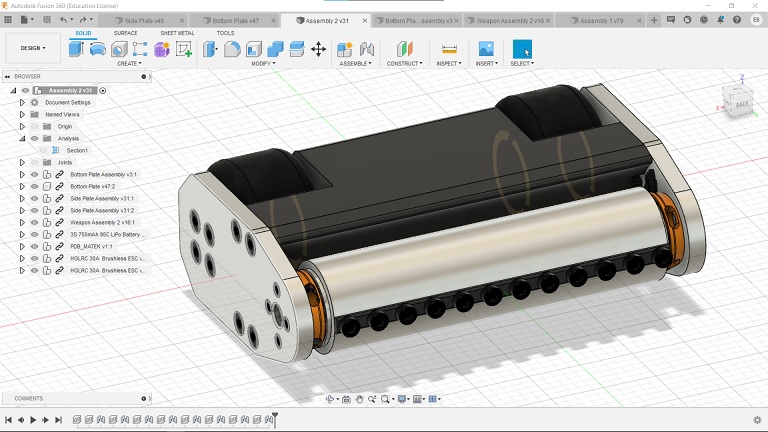 Autodesk Fusion 360 (Education License)
Side Plate v40
Bottom Plate v47
Assembly 2 v31
Bottom Pla... ssembly v3
Weapon Assembly 2 v16
Assembly 1 v79
EB
SOLID
SURFACE
SHEET METAL
TOOLS
DESIGN
CREATE
MODIFY
ASSEMBLE
CONSTRUCT
INSPECT
INSERT
SELECT
BROWSER
Assembly 2 v31
Document Settings
Named Views
Origin
Analysis
Section1
Joints
Bottom Plate Assembly v3:1
Bottom Plate v47:2
Side Plate Assembly v31:1
Side Plate Assembly v31:2
Weapon Assembly 2 v16:1
3S 750mAh 95C LiPo Battery ...
PDB_MATEK v1:1
HGLRC 30A Brushless ESC v...
HGLRC 30A Brushless ESC v...
Z
X
BACK
COMMENTS